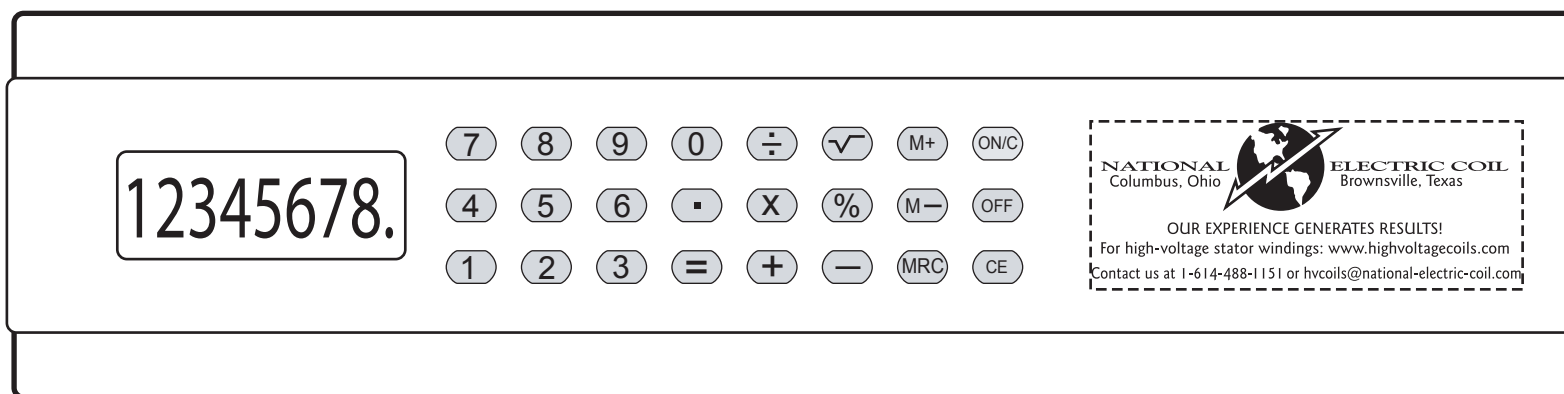 12345678.
7 8 9 0 ÷ √ M+ ON/C
4 5 6 . X % M— OFF
1 2 3 = + — MRC CE
NATIONAL ELECTRIC COIL
Columbus, Ohio Brownsville, Texas
OUR EXPERIENCE GENERATES RESULTS!
For high-voltage stator windings: www.highvoltagecoils.com
Contact us at 1-614-488-1151 or hvcoils@national-electric-coil.com